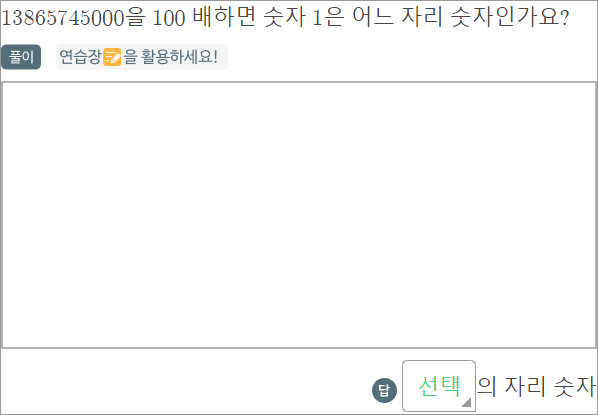 13865745000을 100 배하면 숫자 1은 어느 자리 숫자인가요?
풀이 연습장을 활용하세요!
답 선택의 자리 숫자